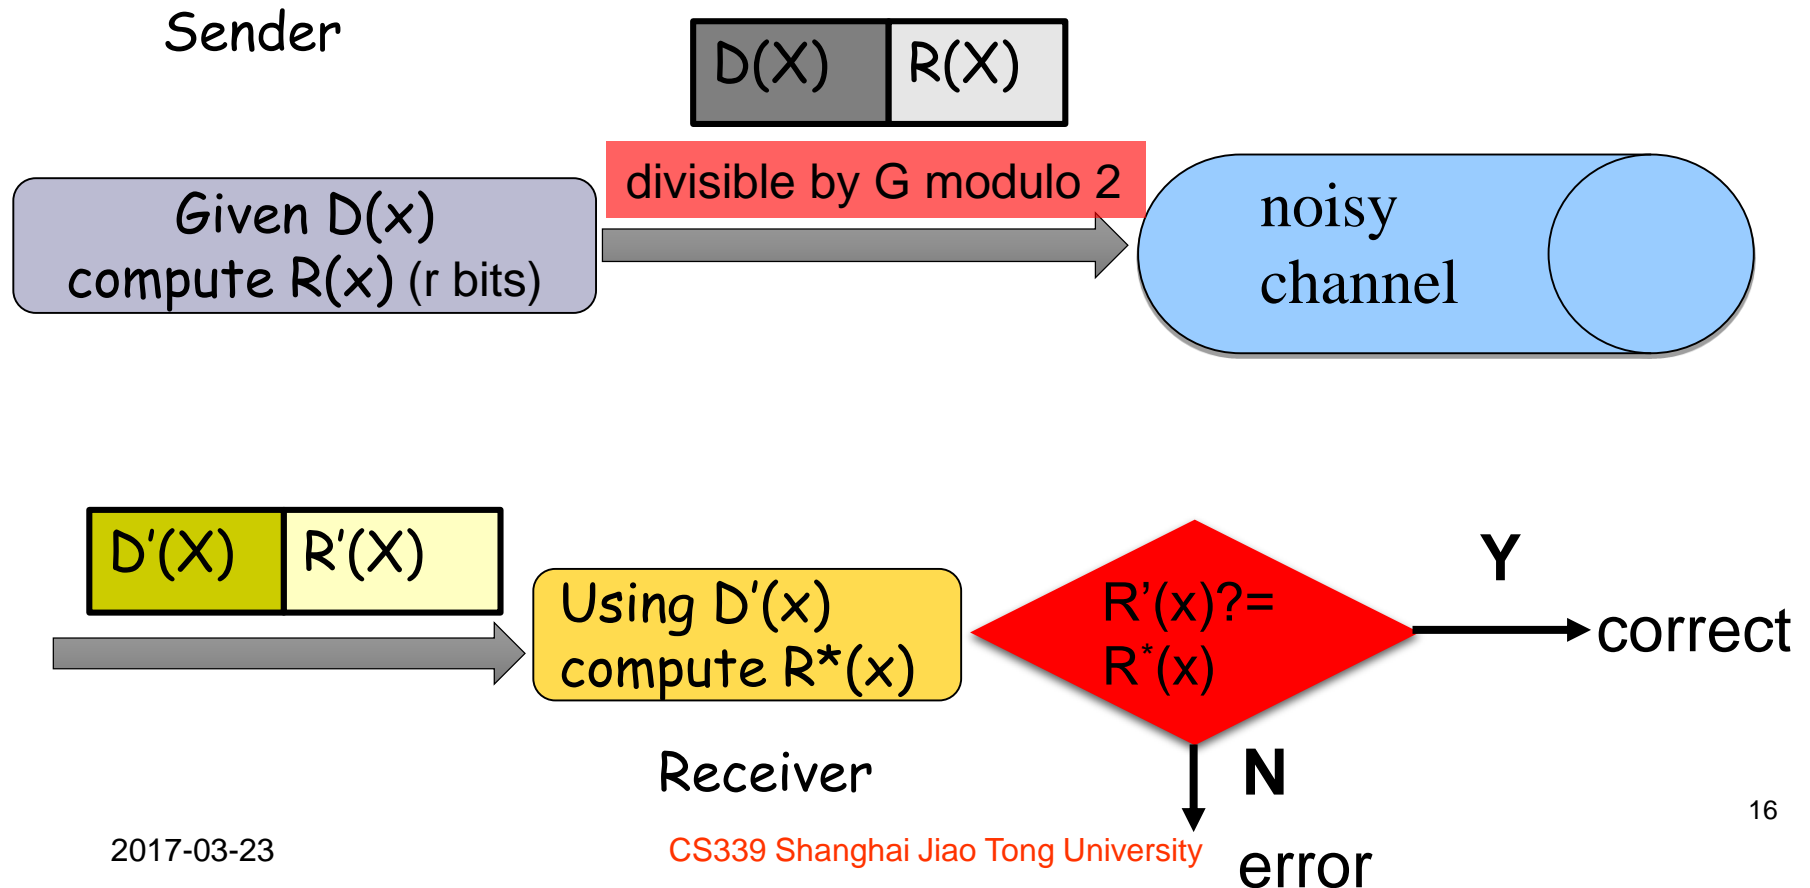 Sender
D(X) R(X)
divisible by G modulo 2
Given D(x)
compute R(x) (r bits)
noisy
channel
D’(X) R’(X)
Using D’(x)
compute R*(x)
R’(x)?=
R*(x)
Y
correct
Receiver
N
error
16
2017-03-23
CS339 Shanghai Jiao Tong University